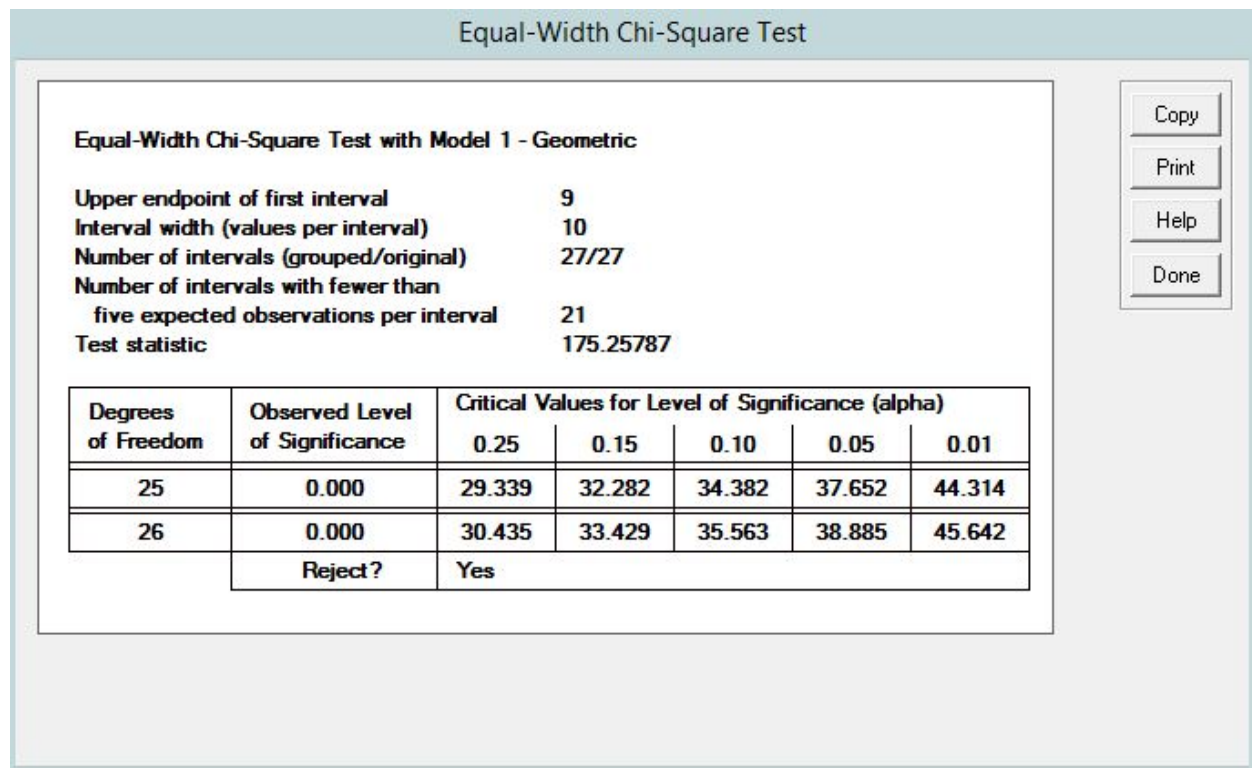 Equal-Width Chi-Square Test
Equal-Width Chi-Square Test with Model 1 - Geometric
Upper endpoint of first interval 9
Interval width (values per interval) 10
Number of intervals (grouped/original) 27/27
Number of intervals with fewer than
five expected observations per interval 21
Test statistic 175.25787
Degrees of Freedom Observed Level of Significance Critical Values for Level of Significance (alpha)
0.25 0.15 0.10 0.05 0.01
25 0.000 29.339 32.282 34.382 37.652 44.314
26 0.000 30.435 33.429 35.563 38.885 45.642
Reject? Yes
Copy
Print
Help
Done